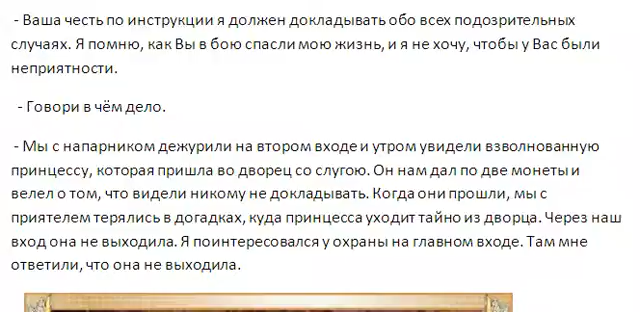 - Ваша честь по инструкции я должен докладывать обо всех подозрительных
случаях. Я помню, как Вы в бою спасли мою жизнь, и я не хочу, чтобы у Вас были
неприятности.
- Говори в чём дело.
- Мы с напарником дежурили на втором входе и утром увидели взволнованную
принцессу, которая пришла во дворец со слугою. Он нам дал по две монеты и
велел о том, что видели никому не докладывать. Когда они прошли, мы с
приятелем терялись в догадках, куда принцесса уходит тайно из дворца. Через наш
вход она не выходила. Я поинтересовался у охраны на главном входе. Там мне
ответили, что она не выходила.